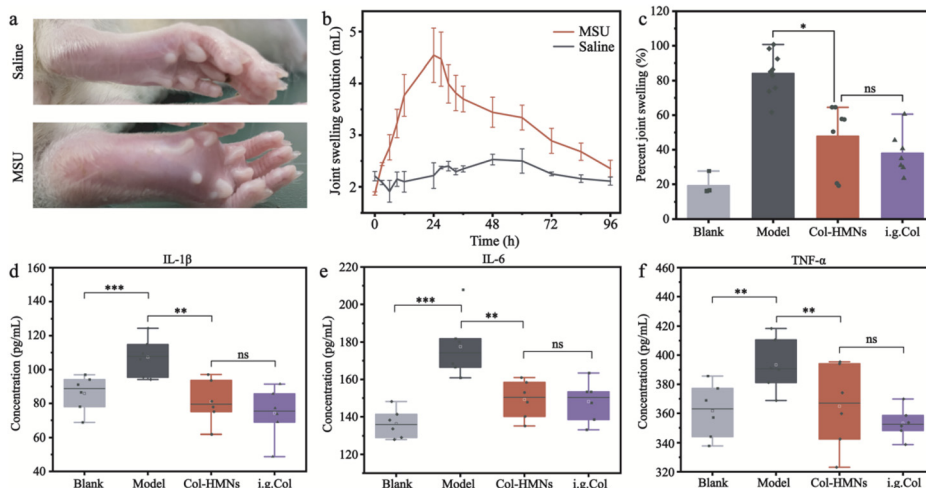 a
Saline
MSU
b
Joint swelling evolution (mL)
5
4
3
2
0
24
48
72
96
Time (h)
MSU
Saline
c
Percent joint swelling (%)
120
100
80
60
40
20
0
*
ns
Blank
Model
Col-HMNs
i.g.Col
d
IL-1β
Concentration (pg/mL)
160
140
120
100
80
60
40
***
**
ns
Blank
Model
Col-HMNs
i.g.Col
e
IL-6
Concentration (pg/mL)
220
200
180
160
140
120
***
**
ns
Blank
Model
Col-HMNs
i.g.Col
f
TNF-α
Concentration (pg/mL)
460
440
420
400
380
360
340
320
**
**
ns
Blank
Model
Col-HMNs
i.g.Col